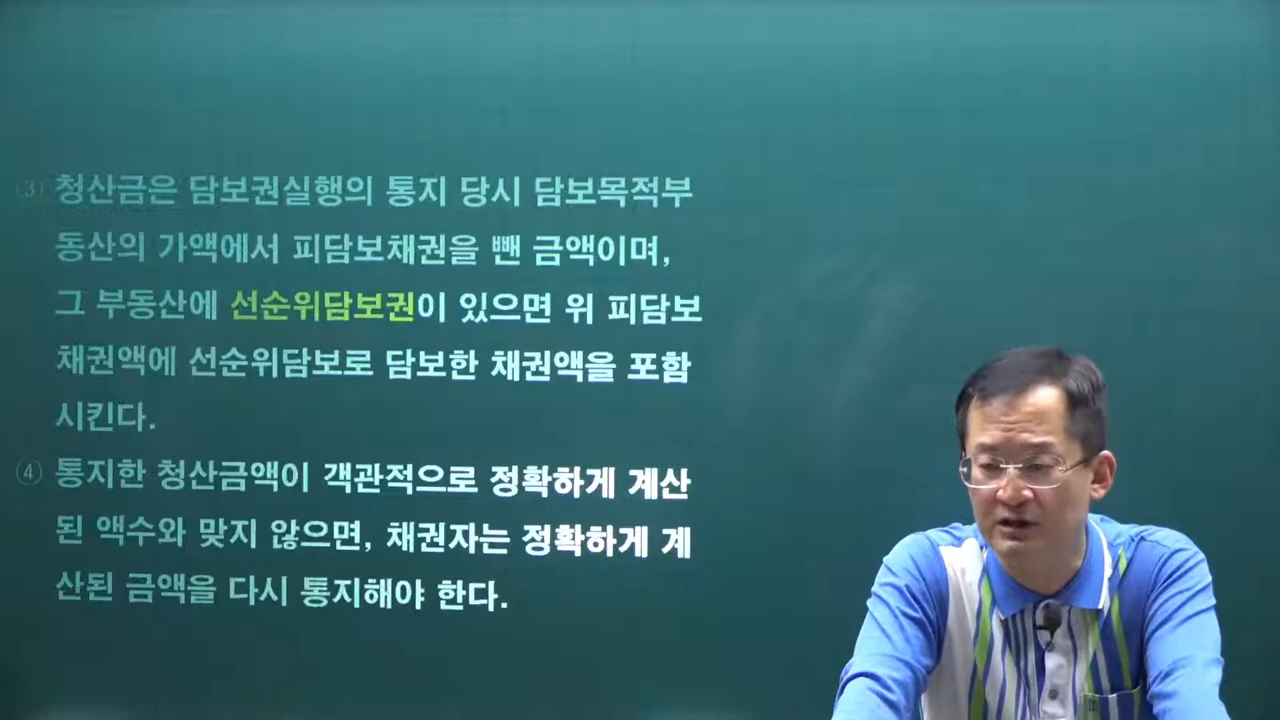 ③ 청산금은 담보권실행의 통지 당시 담보목적부
동산의 가액에서 피담보채권을 뺀 금액이며,
그 부동산에 선순위담보권이 있으면 위 피담보
채권액에 선순위담보로 담보한 채권액을 포함
시킨다.
④ 통지한 청산금액이 객관적으로 정확하게 계산
된 액수와 맞지 않으면, 채권자는 정확하게 계
산된 금액을 다시 통지해야 한다.